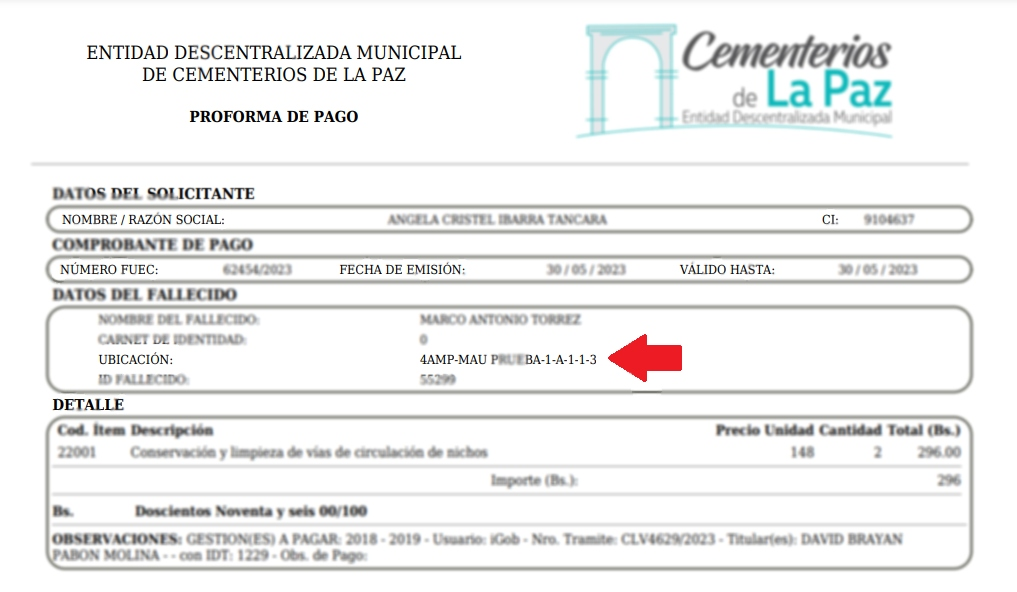 ENTIDAD DESCENTRALIZADA MUNICIPAL
DE CEMENTERIOS DE LA PAZ
PROFORMA DE PAGO
Cementerios
de La Paz
Entidad Descentralizada Municipal
DATOS DEL SOLICITANTE
NOMBRE / RAZÓN SOCIAL: ANGELA CRISTEL IBARRA TANCARA CI: 9104637
COMPROBANTE DE PAGO
NÚMERO FUEC: 62454/2023 FECHA DE EMISIÓN: 30 / 05 / 2023 VÁLIDO HASTA: 30 / 05 / 2023
DATOS DEL FALLECIDO
NOMBRE DEL FALLECIDO: MARCO ANTONIO TORREZ
CARNET DE IDENTIDAD: 0
UBICACIÓN: 4AMP-MAU PRUEBA-1-A-1-1-3
ID FALLECIDO: 55299
DETALLE
Cod. Ítem Descripción Precio Unidad Cantidad Total (Bs.)
22001 Conservación y limpieza de vías de circulación de nichos 148 2 296.00
Importe (Bs.): 296
Bs. Doscientos Noventa y seis 00/100
OBSERVACIONES: GESTION(ES) A PAGAR: 2018 - 2019 - Usuario: iGob - Nro. Tramite: CLV4629/2023 - Titular(es): DAVID BRAYAN
PABON MOLINA - - con IDT: 1229 - Obs. de Pago: